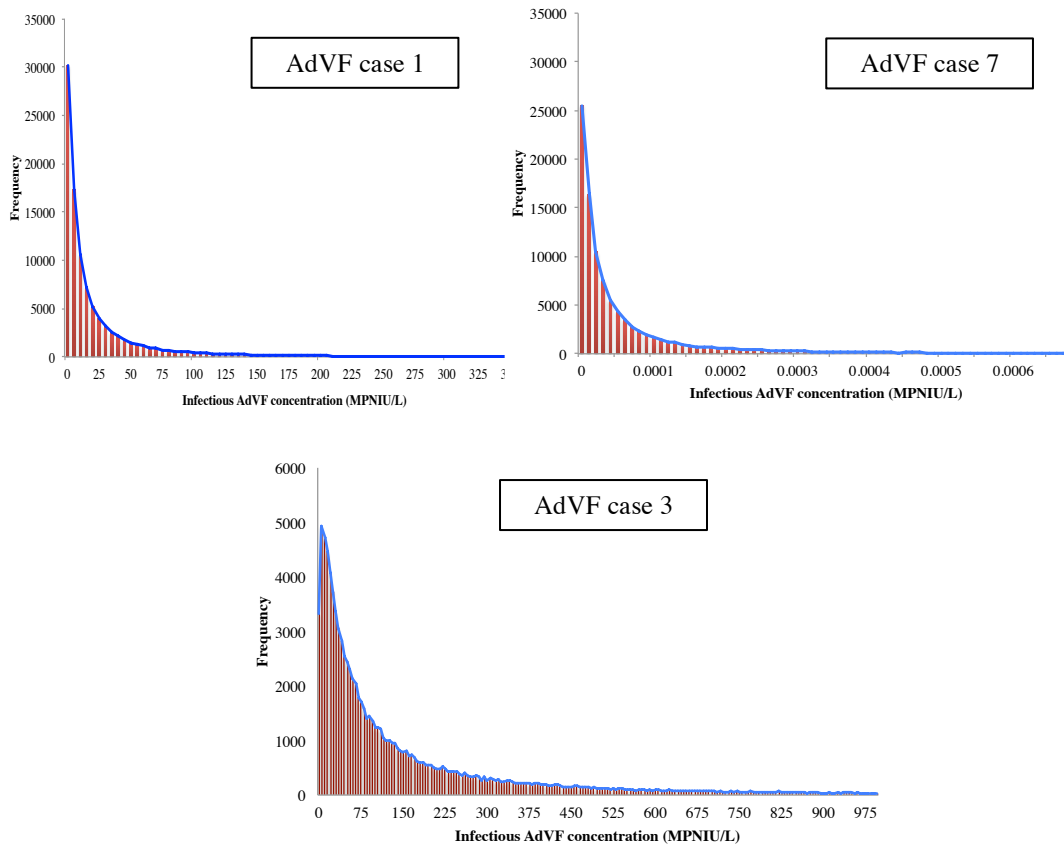 AdVF case 1
35000
30000
25000
20000
15000
10000
5000
0
Frequency
0 25 50 75 100 125 150 175 200 225 250 275 300 325 3
Infectious AdVF concentration (MPNIU/L)
AdVF case 7
35000
30000
25000
20000
15000
10000
5000
0
Frequency
0 0.0001 0.0002 0.0003 0.0004 0.0005 0.0006
Infectious AdVF concentration (MPNIU/L)
AdVF case 3
6000
5000
4000
3000
2000
1000
0
Frequency
0 75 150 225 300 375 450 525 600 675 750 825 900 975
Infectious AdVF concentration (MPNIU/L)